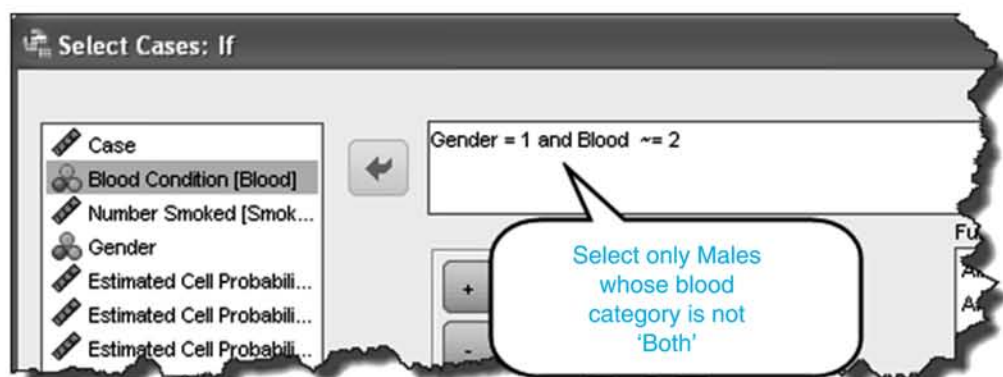 Select Cases: If
Gender = 1 and Blood ~= 2
Case
Blood Condition [Blood]
Number Smoked [Smok...
Gender
Estimated Cell Probabili...
Estimated Cell Probabili...
Estimated Cell Probabili...
+
-
Select only Males
whose blood
category is not
'Both'